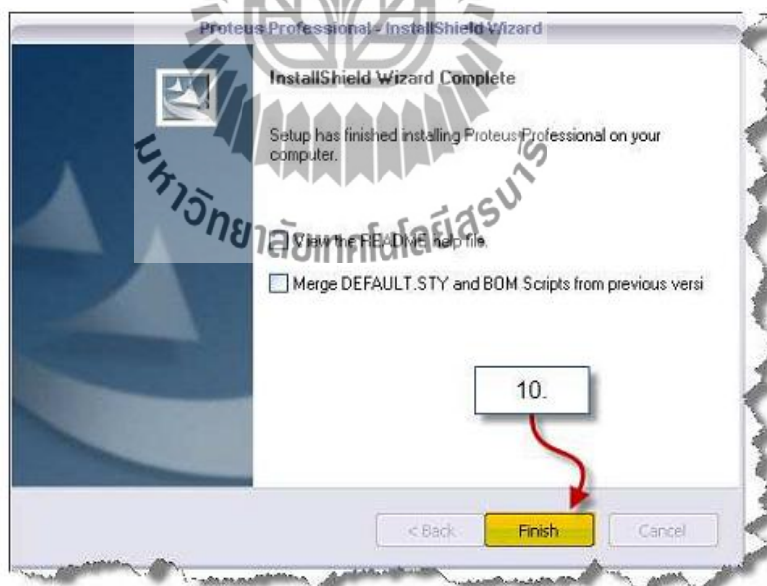 Proteus Professional - InstallShield Wizard
InstallShield Wizard Complete
Setup has finished installing Proteus Professional on your
computer.
View the README help file.
Merge DEFAULT.STY and BOM Scripts from previous versi
10.
< Back
Finish
Cancel
มหาวิทยาลัยเทคโนโลยีสุรนารี